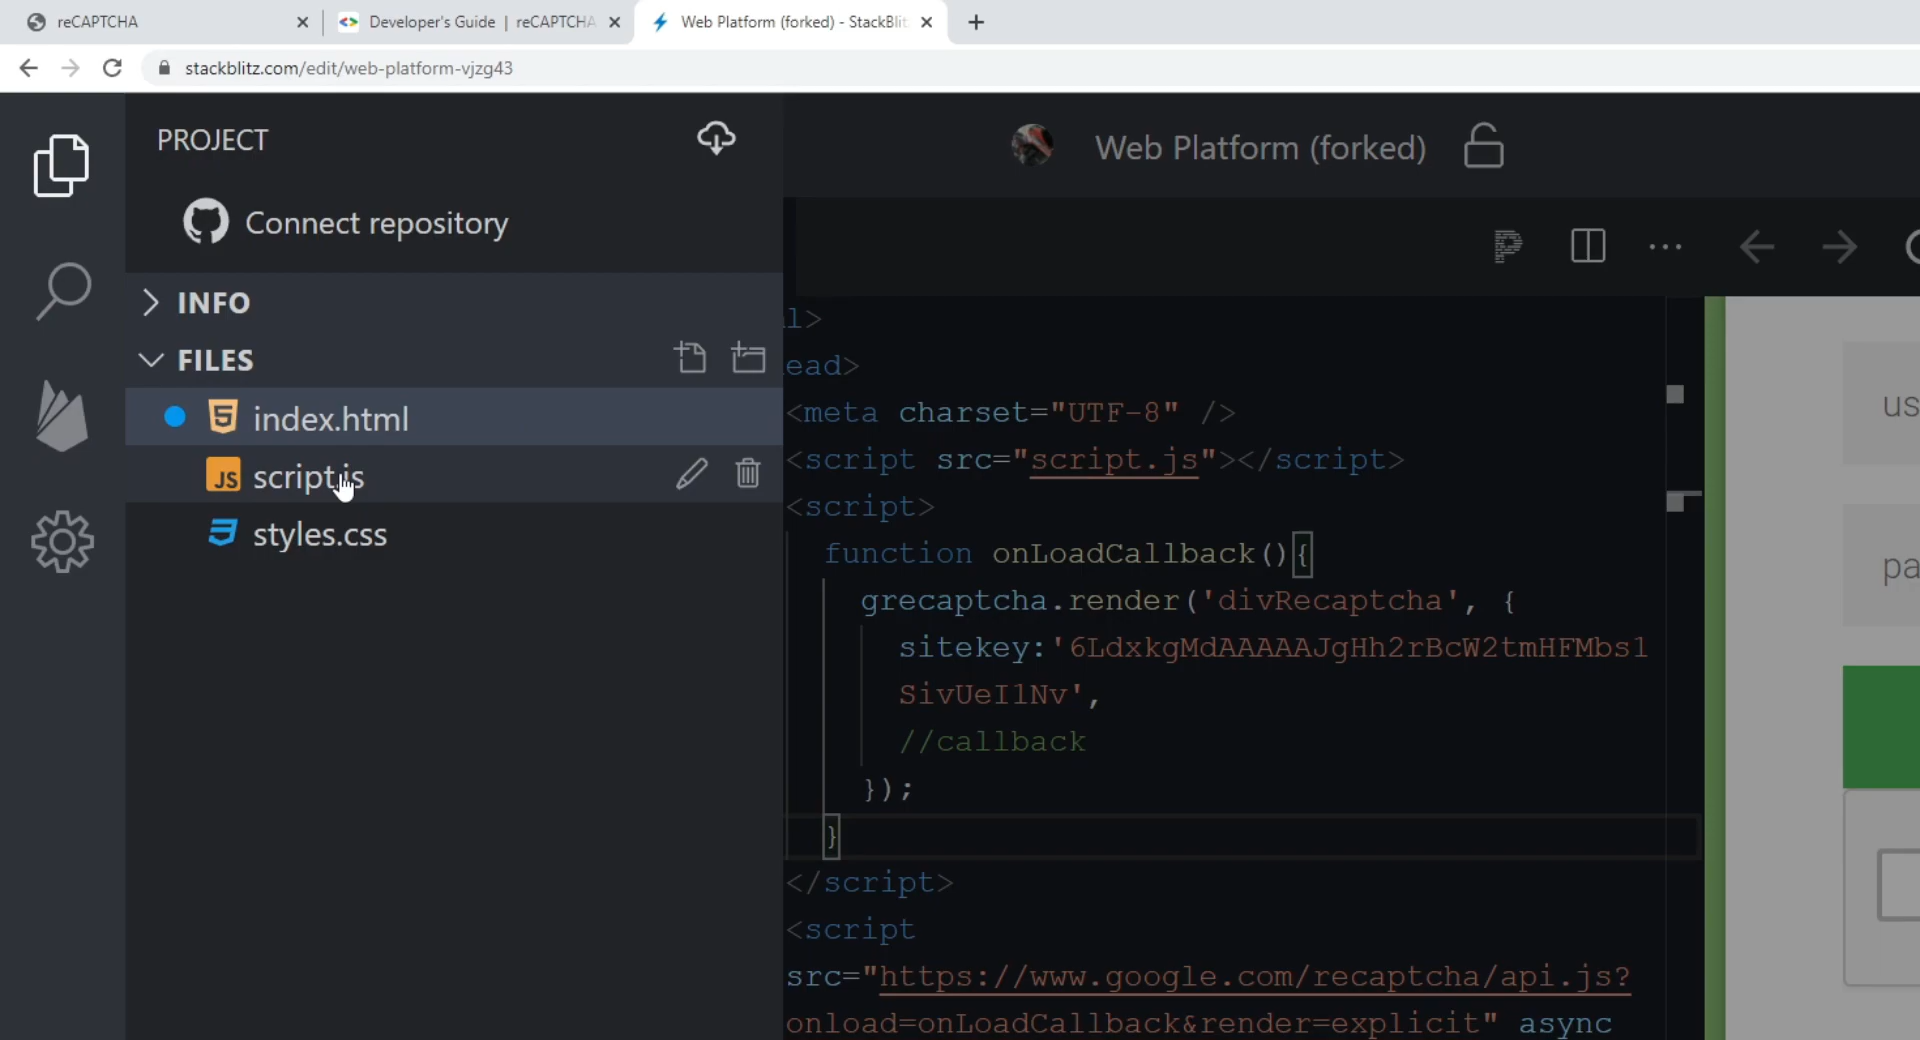 reCAPTCHA
Developer's Guide | reCAPTCHA
Web Platform (forked) - StackBlit
stackblitz.com/edit/web-platform-vjzg43
PROJECT
Web Platform (forked)
Connect repository
INFO
FILES
index.html
JS script.js
styles.css
l>
ead>
<meta charset="UTF-8" />
<script src="script.js"></script>
<script>
function onLoadCallback(){
grecaptcha.render('divRecaptcha', {
sitekey:'6LdxkgMdAAAAAJgHh2rBcW2tmHFMbs1
SivUeI1Nv',
//callback
});
}
</script>
<script
src="https://www.google.com/recaptcha/api.js?
onload=onLoadCallback&render=explicit" async
us
pa